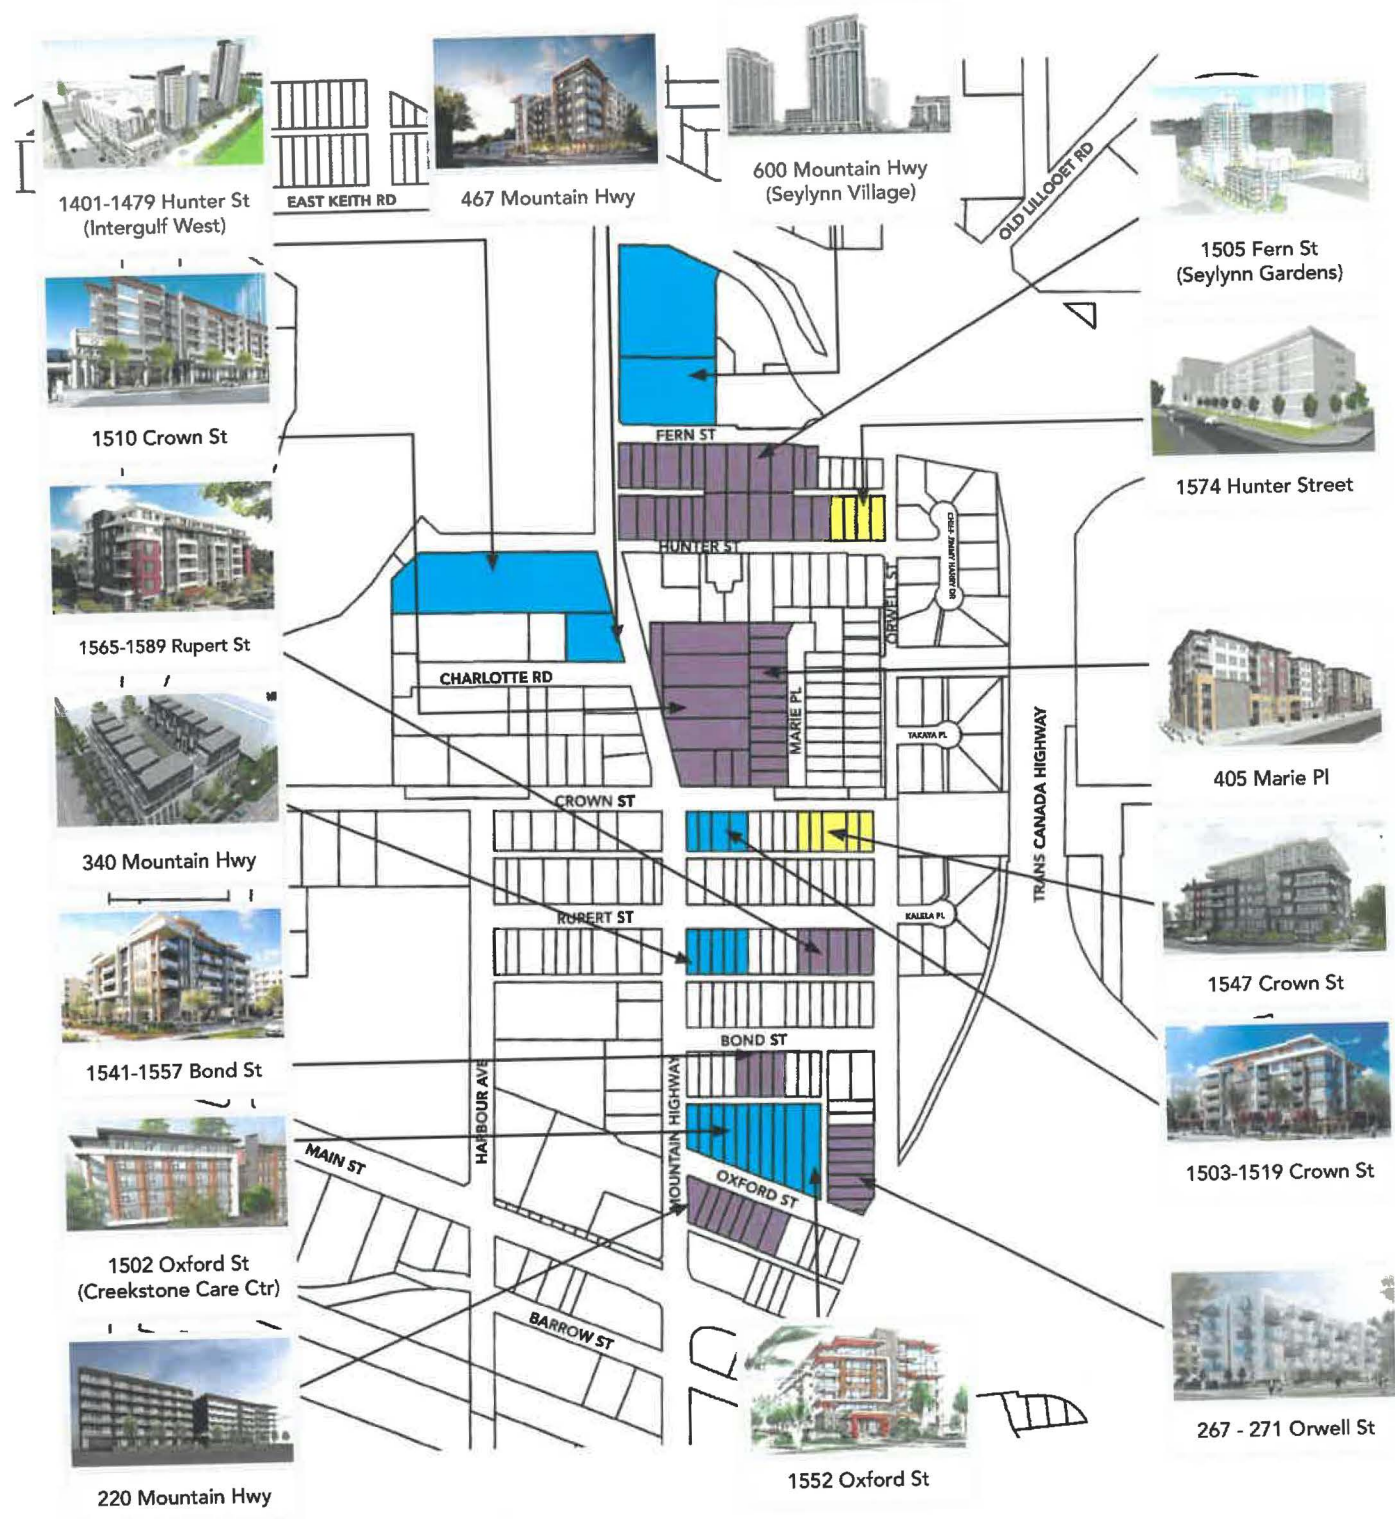 1401-1479 Hunter St
(Intergulf West)
EAST KEITH RD
467 Mountain Hwy
600 Mountain Hwy
(Seylynn Village)
OLD LILLOOET RD
1505 Fern St
(Seylynn Gardens)
1510 Crown St
FERN ST
1574 Hunter Street
HUNTER ST
CHIEF JIMMY HARRY DR
ORWELL ST
1565-1589 Rupert St
CHARLOTTE RD
MARIE PL
TAKAYA PL
TRANS CANADA HIGHWAY
405 Marie Pl
CROWN ST
340 Mountain Hwy
RUPERT ST
KALELA PL
1547 Crown St
BOND ST
1541-1557 Bond St
HARBOUR AVE
MOUNTAIN HIGHWAY
MAIN ST
OXFORD ST
1503-1519 Crown St
1502 Oxford St
(Creekstone Care Ctr)
BARROW ST
267 - 271 Orwell St
1552 Oxford St
220 Mountain Hwy